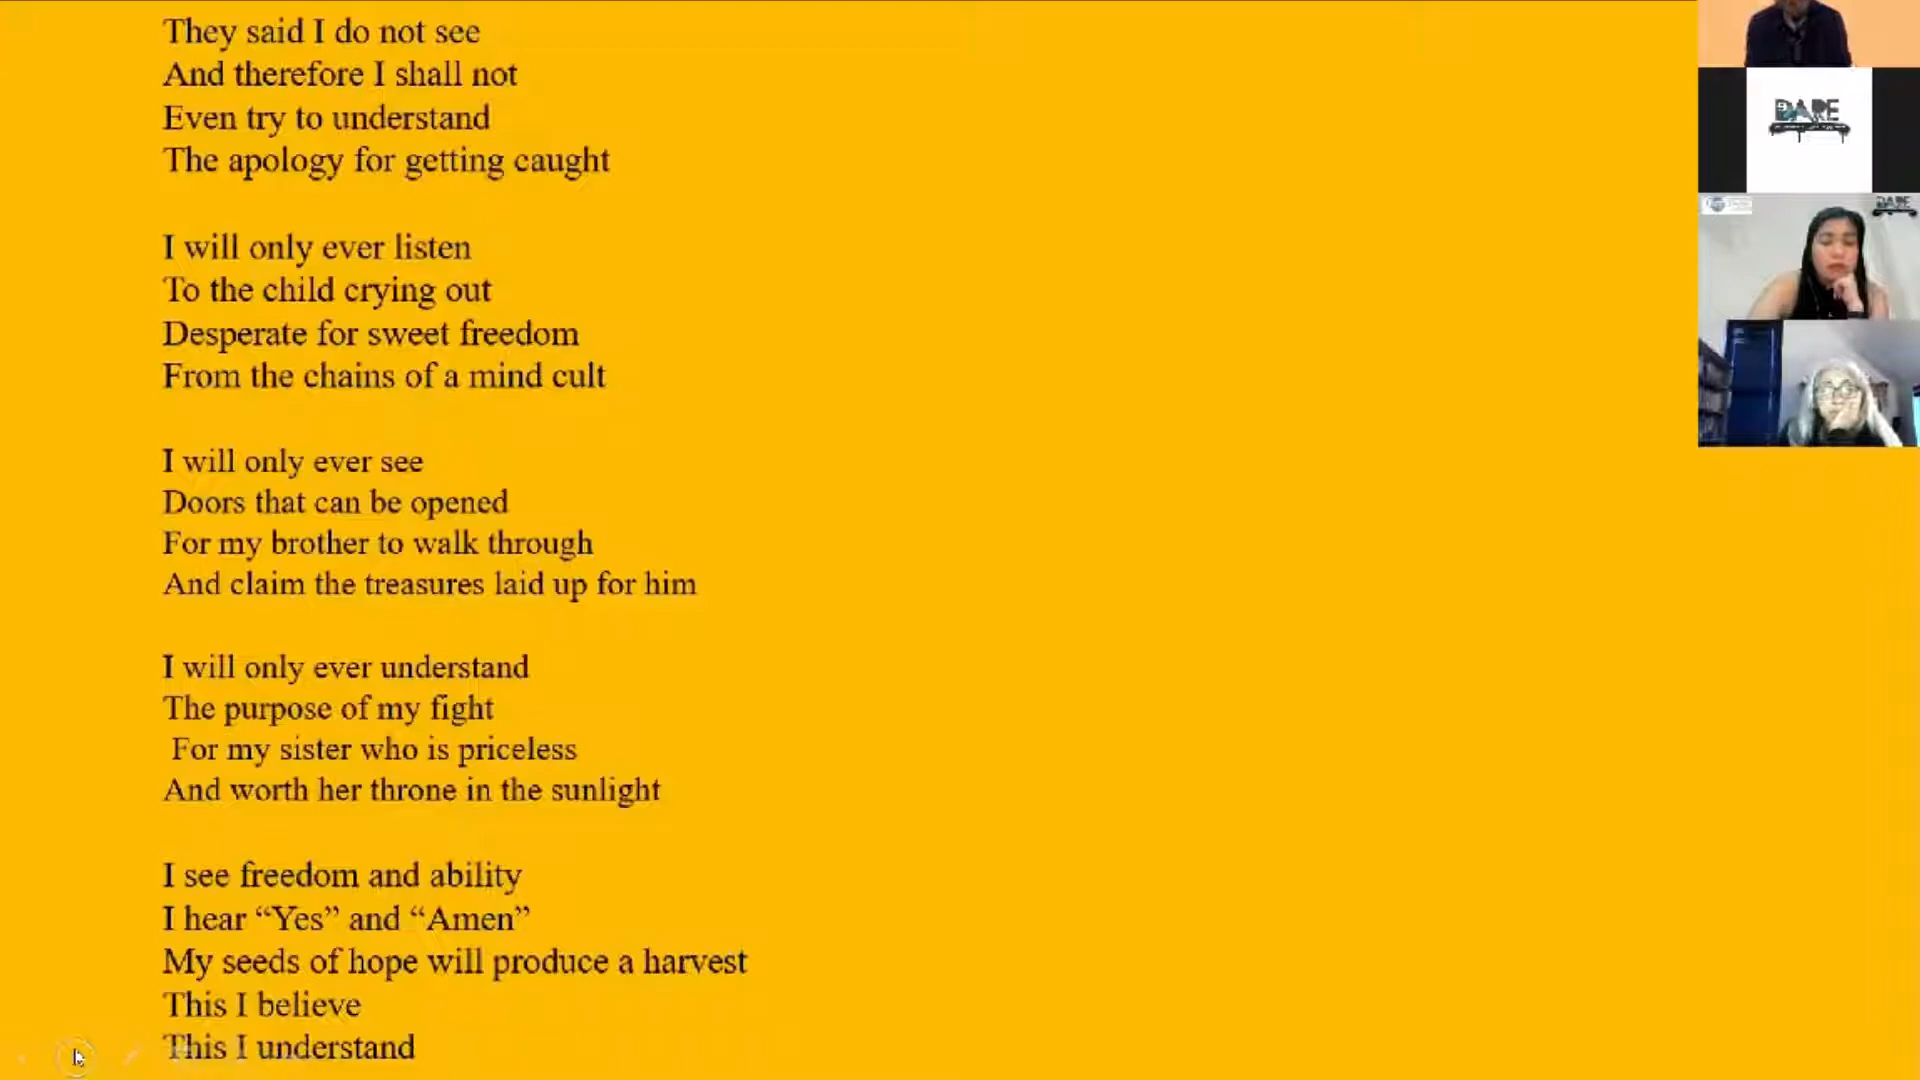 They said I do not see
And therefore I shall not
Even try to understand
The apology for getting caught
I will only ever listen
To the child crying out
Desperate for sweet freedom
From the chains of a mind cult
I will only ever see
Doors that can be opened
For my brother to walk through
And claim the treasures laid up for him
I will only ever understand
The purpose of my fight
For my sister who is priceless
And worth her throne in the sunlight
I see freedom and ability
I hear “Yes” and “Amen”
My seeds of hope will produce a harvest
This I believe
This I understand
DARE
DARE